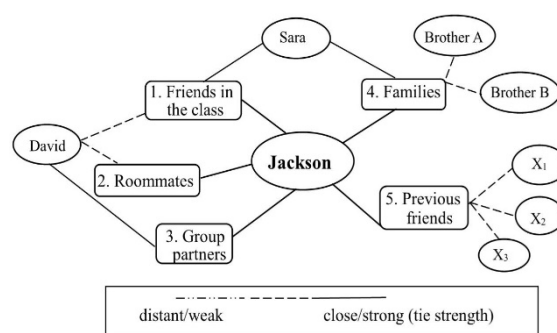 Sara
Brother A
1. Friends in
the class
4. Families
Brother B
David
Jackson
2. Roommates
X1
5. Previous
friends
X2
3. Group
partners
X3
distant/weak close/strong (tie strength)